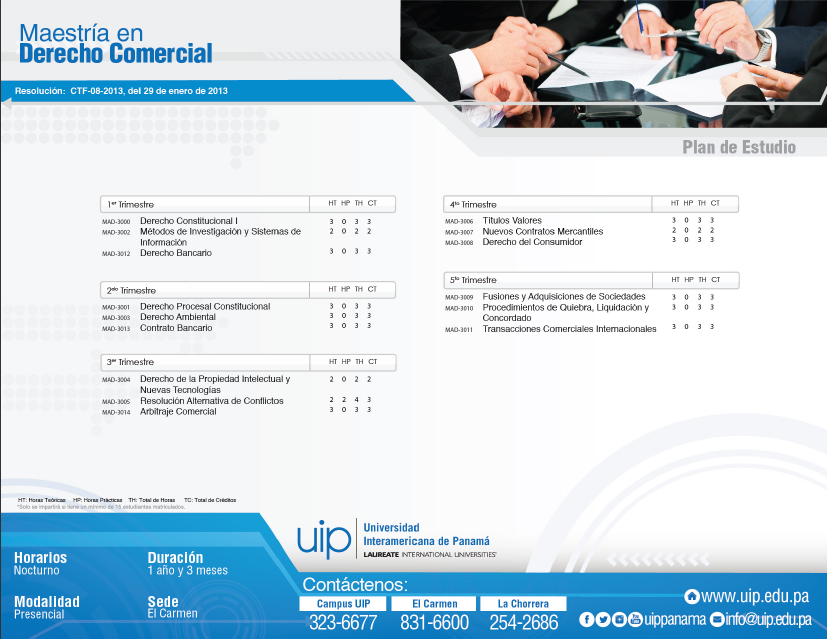 Maestría en
Derecho Comercial
Resolución: CTF-08-2013, del 29 de enero de 2013
Plan de Estudio
1er Trimestre HT HP TH CT
MAD-3000 Derecho Constitucional I 3 0 3 3
MAD-3002 Métodos de Investigación y Sistemas de 2 0 2 2
Información
MAD-3012 Derecho Bancario 3 0 3 3
2do Trimestre HT HP TH CT
MAD-3001 Derecho Procesal Constitucional 3 0 3 3
MAD-3003 Derecho Ambiental 3 0 3 3
MAD-3013 Contrato Bancario 3 0 3 3
3er Trimestre HT HP TH CT
MAD-3004 Derecho de la Propiedad Intelectual y 2 0 2 2
Nuevas Tecnologías
MAD-3005 Resolución Alternativa de Conflictos 2 2 4 3
MAD-3014 Arbitraje Comercial 3 0 3 3
4to Trimestre HT HP TH CT
MAD-3006 Títulos Valores 3 0 3 3
MAD-3007 Nuevos Contratos Mercantiles 2 0 2 2
MAD-3008 Derecho del Consumidor 3 0 3 3
5to Trimestre HT HP TH CT
MAD-3009 Fusiones y Adquisiciones de Sociedades 3 0 3 3
MAD-3010 Procedimientos de Quiebra, Liquidación y 3 0 3 3
Concordado
MAD-3011 Transacciones Comerciales Internacionales 3 0 3 3
HT: Horas Teóricas HP: Horas Prácticas TH: Total de Horas TC: Total de Créditos
*Solo se impartirá si tiene un mínimo de 15 estudiantes matriculados.
Horarios
Nocturno
Duración
1 año y 3 meses
Modalidad
Presencial
Sede
El Carmen
uip
Universidad
Interamericana de Panamá
LAUREATE INTERNATIONAL UNIVERSITIES®
Contáctenos:
Campus UIP El Carmen La Chorrera
323-6677 831-6600 254-2686
www.uip.edu.pa
uippanama info@uip.edu.pa